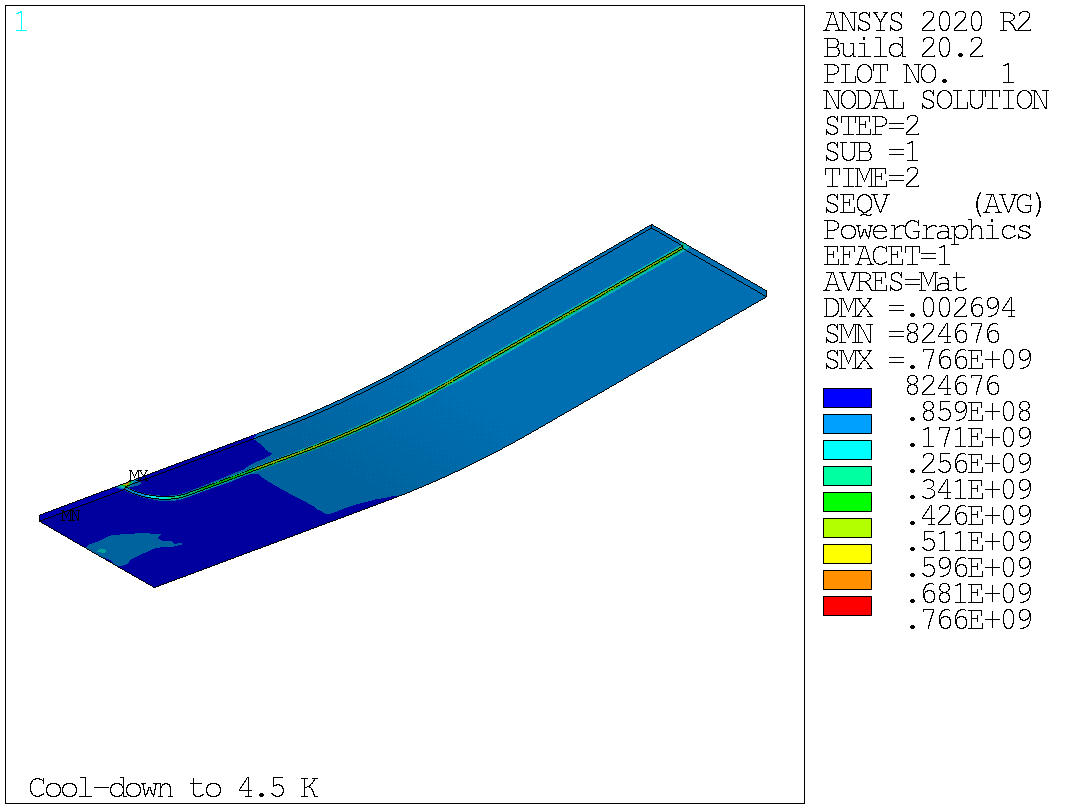 1
ANSYS 2020 R2
Build 20.2
PLOT NO. 1
NODAL SOLUTION
STEP=2
SUB =1
TIME=2
SEQV (AVG)
PowerGraphics
EFACET=1
AVRES=Mat
DMX =.002694
SMN =824676
SMX =.766E+09
824676
.859E+08
.171E+09
.256E+09
.341E+09
.426E+09
.511E+09
.596E+09
.681E+09
.766E+09
MX
MN
Cool-down to 4.5 K